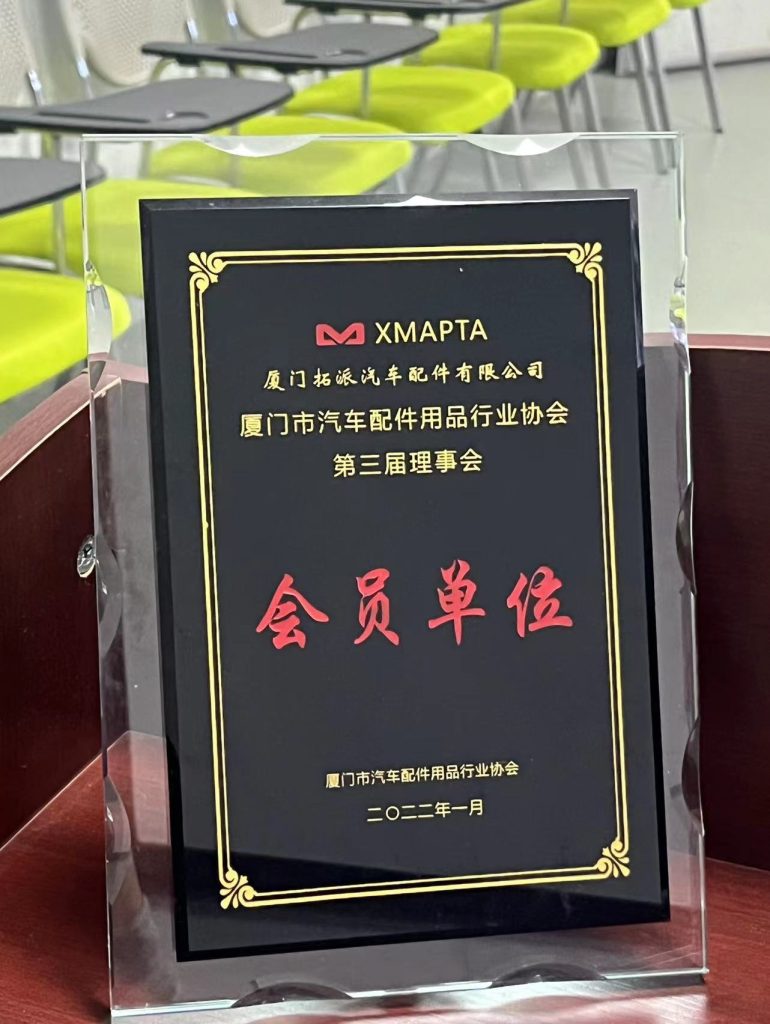 XMAPTA
厦门拓派汽车配件有限公司
厦门市汽车配件用品行业协会
第三届理事会
会员单位
厦门市汽车配件用品行业协会
二〇二二年一月